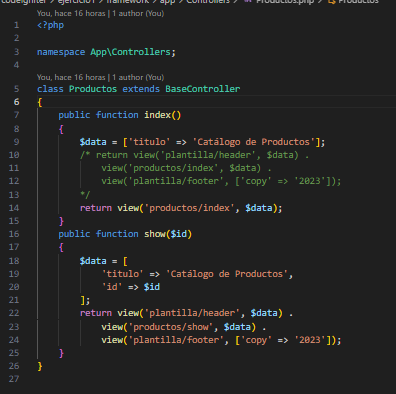 codeigniter > ejercicio1 > framework > app > Controllers > Productos.php > Productos
You, hace 16 horas | 1 author (You)
1 <?php
2
3 namespace App\Controllers;
4
You, hace 16 horas | 1 author (You)
5 class Productos extends BaseController
6 {
7 public function index()
8 {
9 $data = ['titulo' => 'Catálogo de Productos'];
10 /* return view('plantilla/header', $data) .
11 view('productos/index', $data) .
12 view('plantilla/footer', ['copy' => '2023']);
13 */
14 return view('productos/index', $data);
15 }
16 public function show($id)
17 {
18 $data = [
19 'titulo' => 'Catálogo de Productos',
20 'id' => $id
21 ];
22 return view('plantilla/header', $data) .
23 view('productos/show', $data) .
24 view('plantilla/footer', ['copy' => '2023']);
25 }
26 }
27